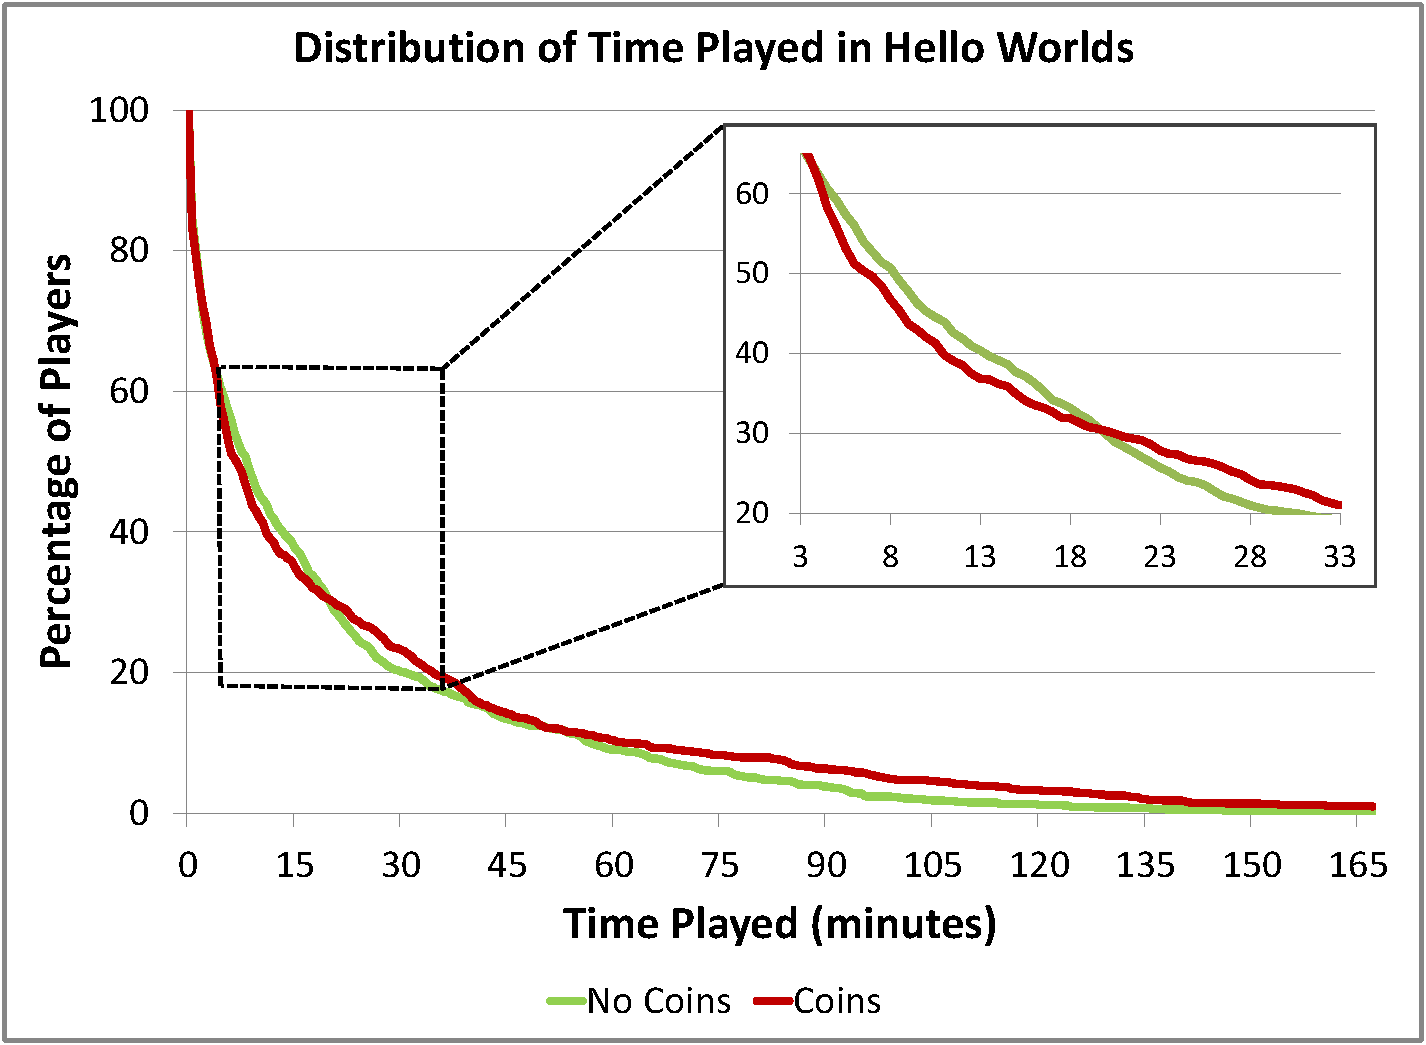 Distribution of Time Played in Hello Worlds
Percentage of Players
100
80
60
40
20
0
60
50
40
30
20
3 8 13 18 23 28 33
0 15 30 45 60 75 90 105 120 135 150 165
Time Played (minutes)
No Coins Coins